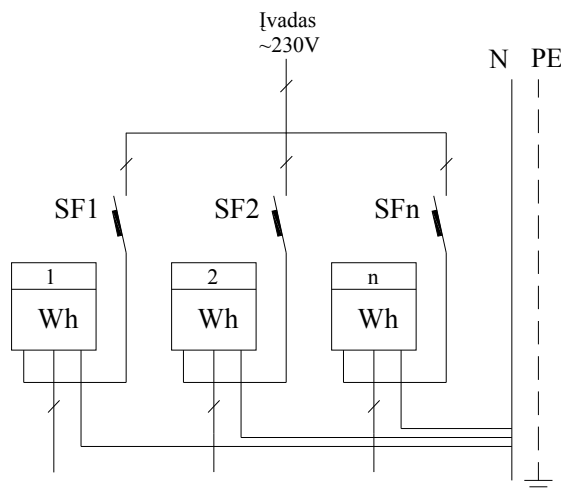 Įvadas
~230V
N PE
SF1 SF2 SFn
1 2 n
Wh Wh Wh